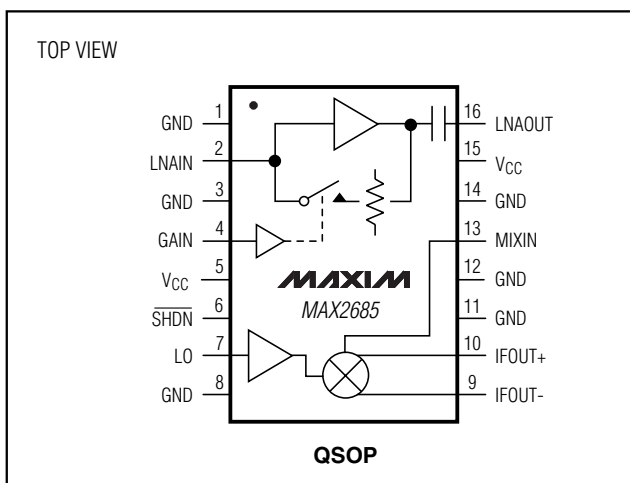 TOP VIEW
GND 1
LNAIN 2
GND 3
GAIN 4
VCC 5
SHDN 6
LO 7
GND 8
16 LNAOUT
15 VCC
14 GND
13 MIXIN
12 GND
11 GND
10 IFOUT+
9 IFOUT-
MAXIM
MAX2685
QSOP